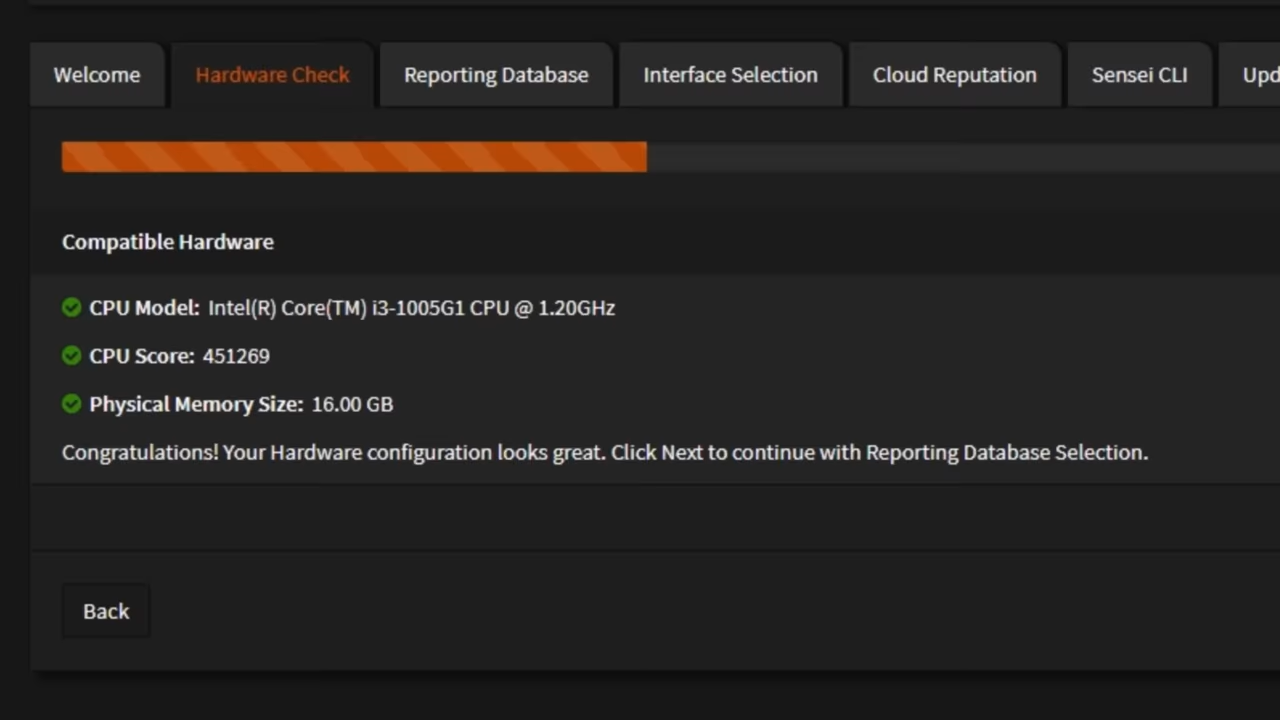 Welcome
Hardware Check
Reporting Database
Interface Selection
Cloud Reputation
Sensei CLI
Upd
Compatible Hardware
CPU Model: Intel(R) Core(TM) i3-1005G1 CPU @ 1.20GHz
CPU Score: 451269
Physical Memory Size: 16.00 GB
Congratulations! Your Hardware configuration looks great. Click Next to continue with Reporting Database Selection.
Back